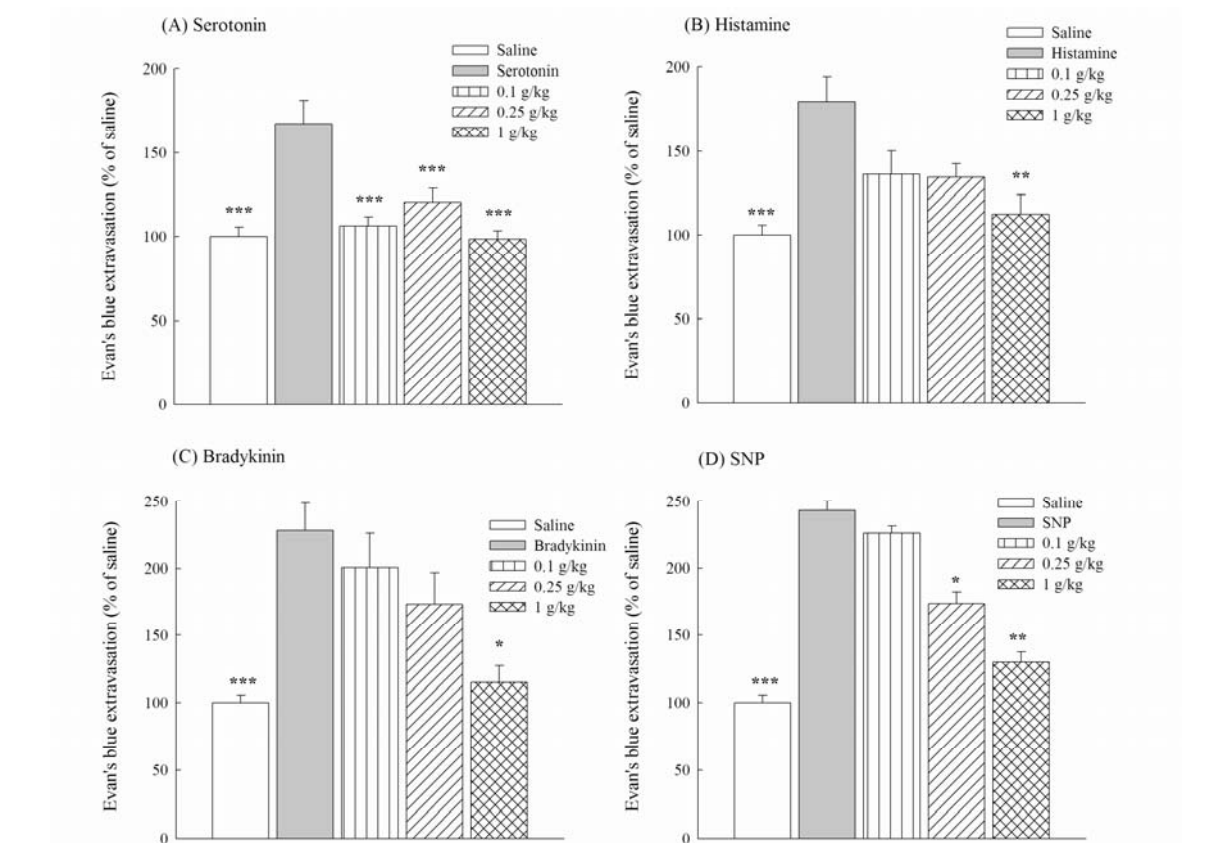 (A) Serotonin
Saline
Serotonin
0.1 g/kg
0.25 g/kg
1 g/kg
Evan's blue extravasation (% of saline)
200
150
100
50
0
***
***
***
***
(B) Histamine
Saline
Histamine
0.1 g/kg
0.25 g/kg
1 g/kg
Evan's blue extravasation (% of saline)
200
150
100
50
0
***
**
(C) Bradykinin
Saline
Bradykinin
0.1 g/kg
0.25 g/kg
1 g/kg
Evan's blue extravasation (% of saline)
250
200
150
100
50
0
***
*
(D) SNP
Saline
SNP
0.1 g/kg
0.25 g/kg
1 g/kg
Evan's blue extravasation (% of saline)
250
200
150
100
50
0
***
*
**